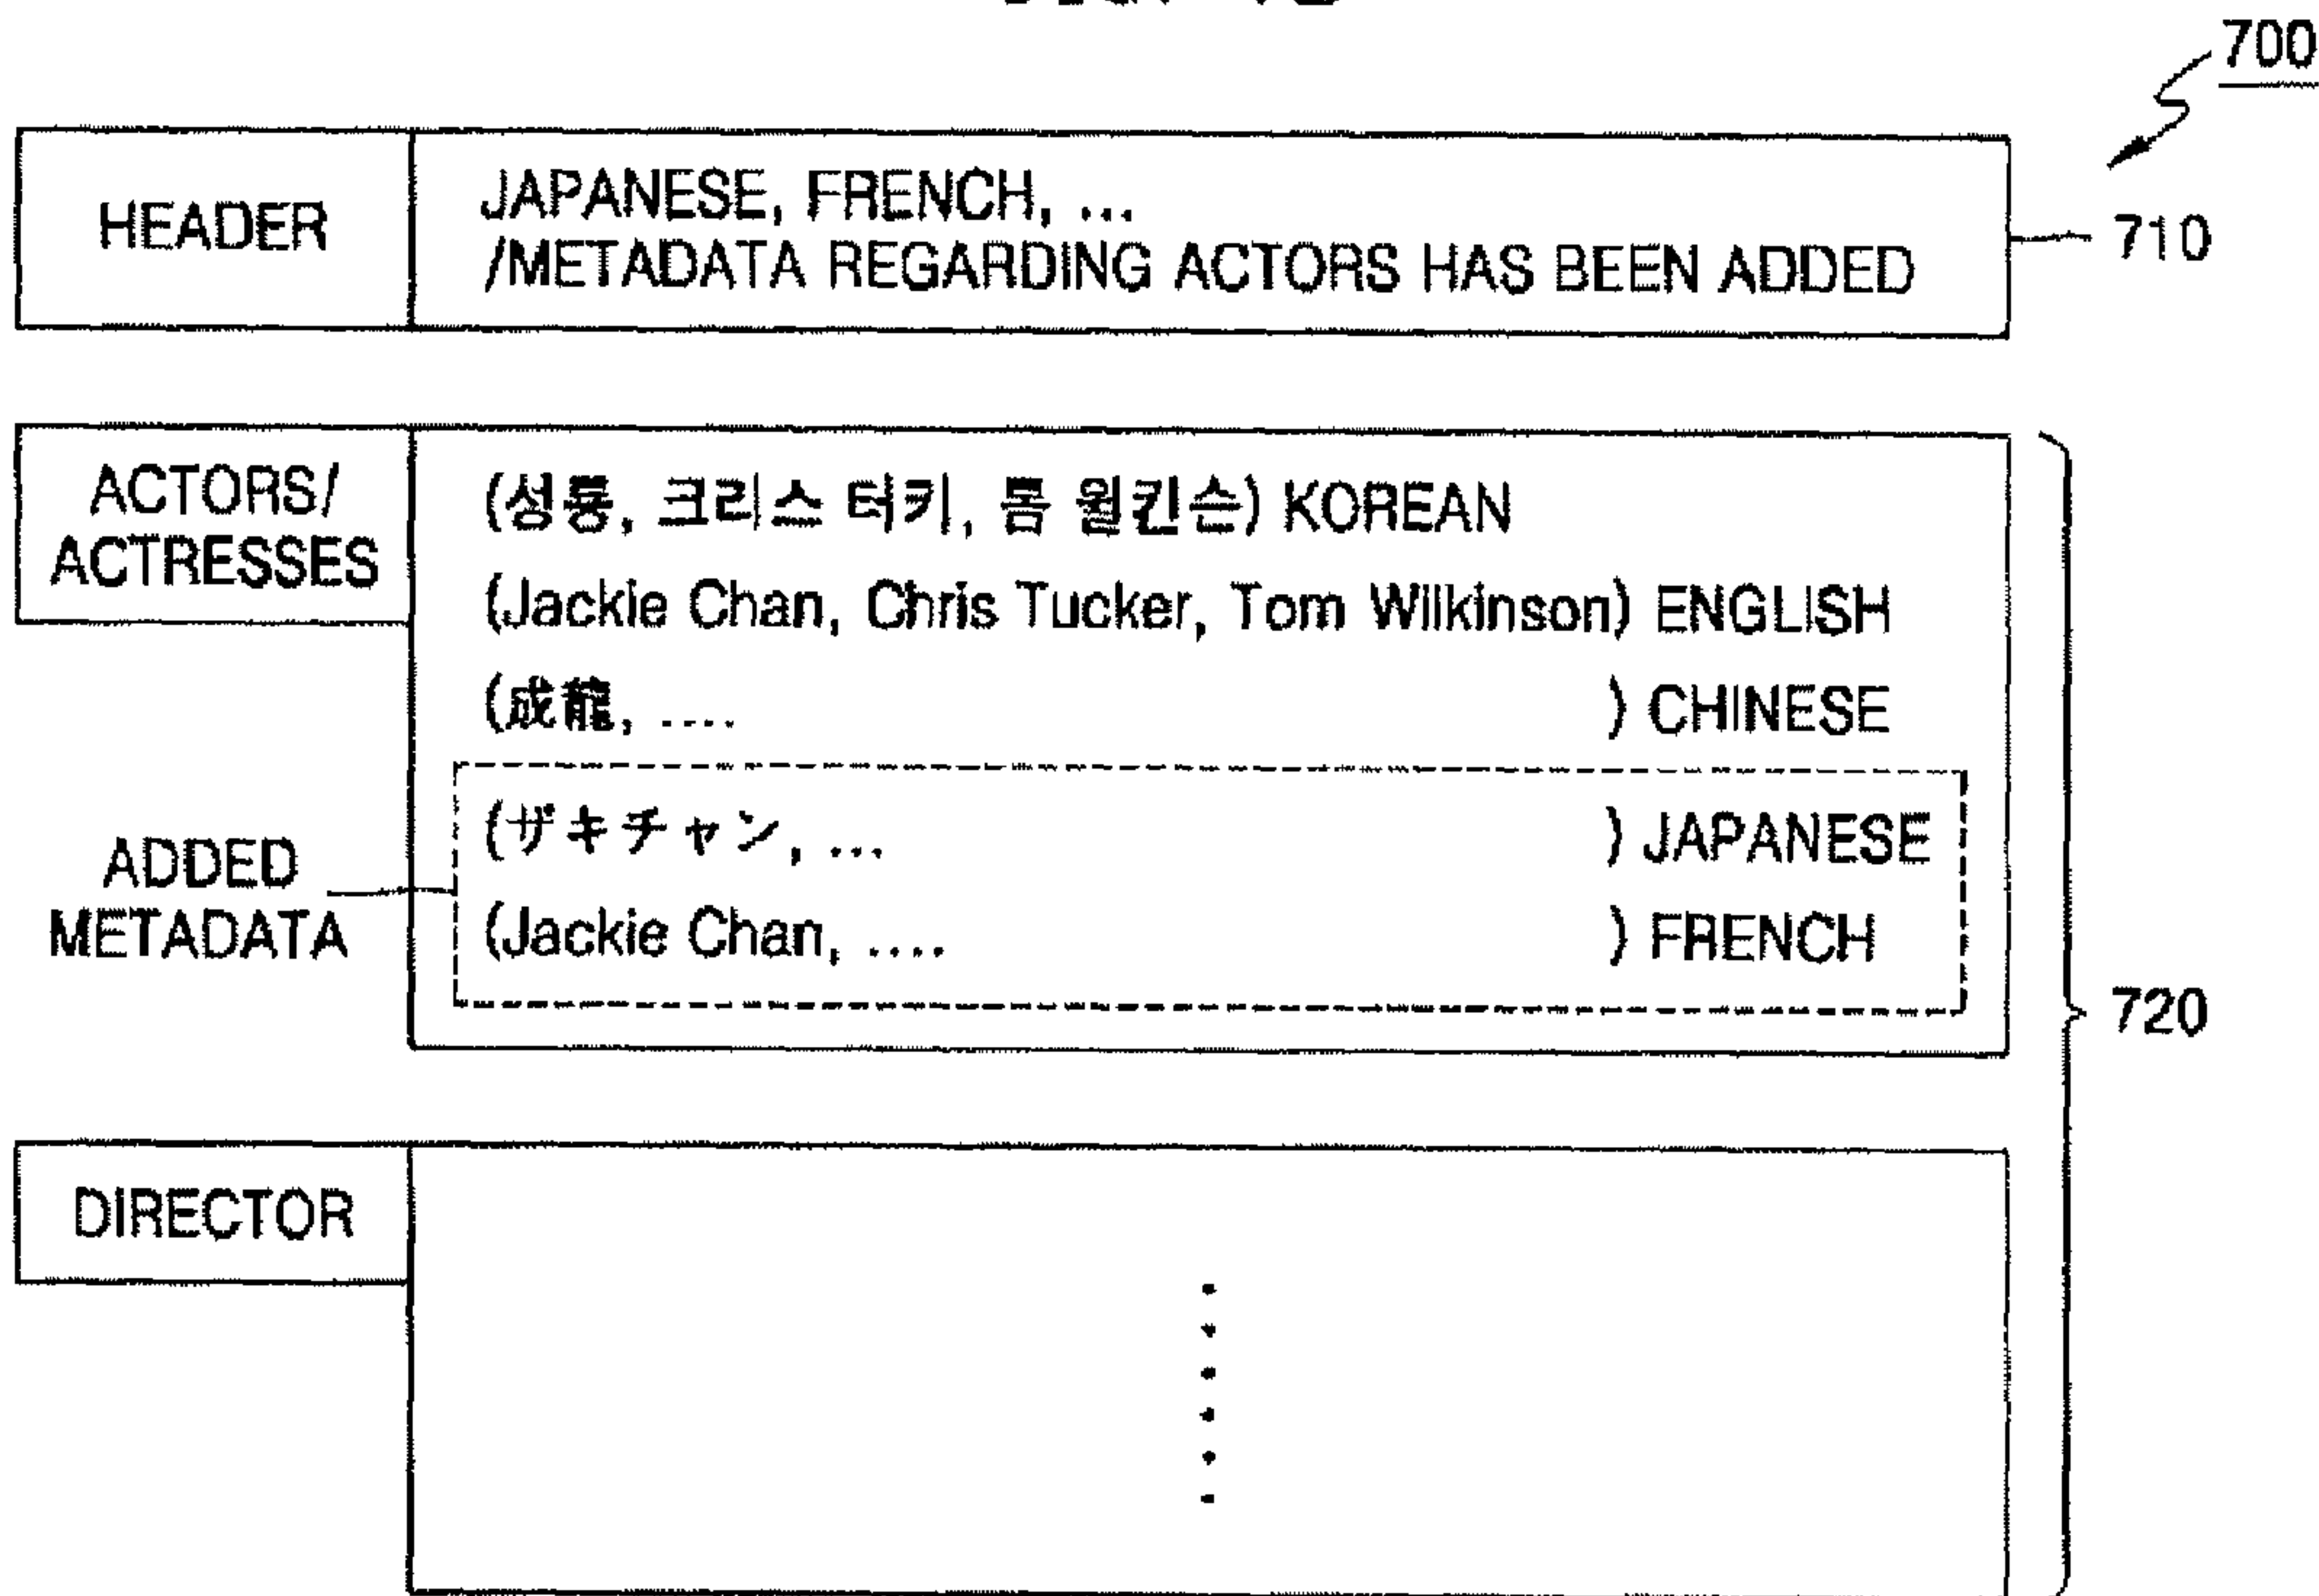 700
HEADER
JAPANESE, FRENCH, ...
/METADATA REGARDING ACTORS HAS BEEN ADDED
710
ACTORS/
ACTRESSES
(성룡, 크리스 터키, 톰 윌킨슨) KOREAN
(Jackie Chan, Chris Tucker, Tom Wilkinson) ENGLISH
(成龍, .... ) CHINESE
ADDED
METADATA
(ザキチャン, ... ) JAPANESE
(Jackie Chan, .... ) FRENCH
720
DIRECTOR